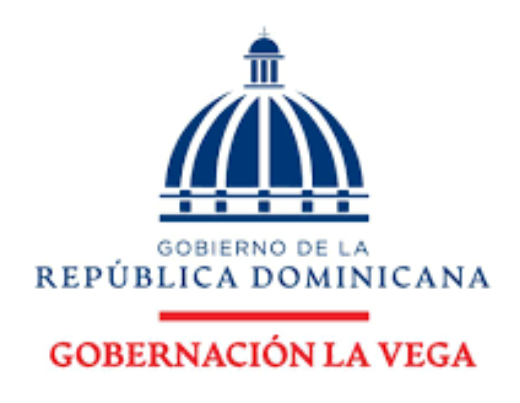 GOBIERNO DE LA
REPÚBLICA DOMINICANA
GOBERNACIÓN LA VEGA